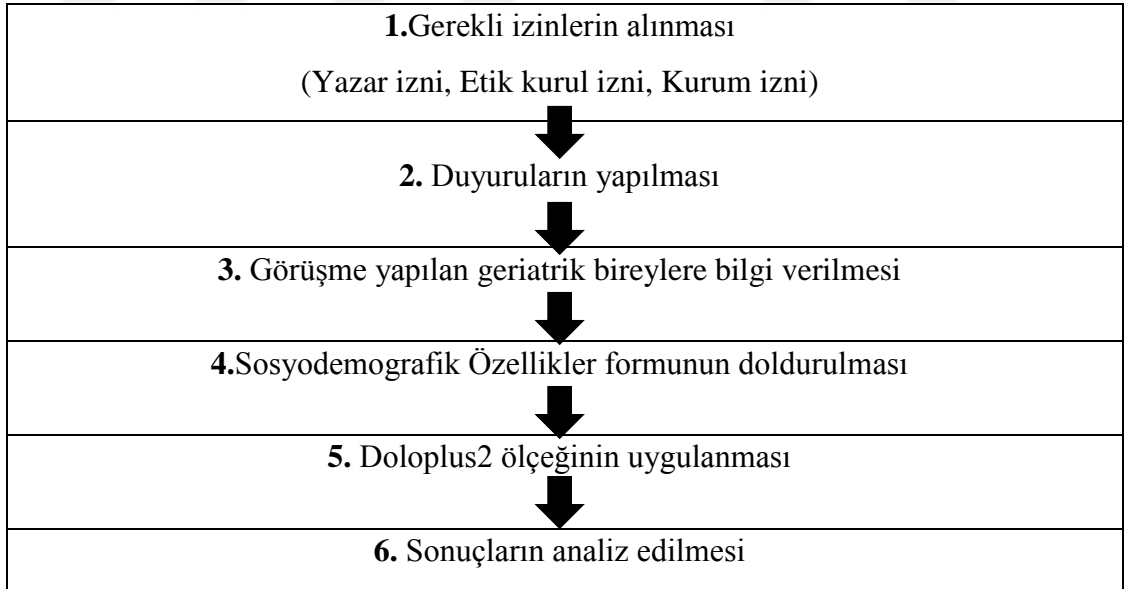 1.Gerekli izinlerin alınması
(Yazar izni, Etik kurul izni, Kurum izni)
2. Duyuruların yapılması
3. Görüşme yapılan geriatrik bireylere bilgi verilmesi
4.Sosyodemografik Özellikler formunun doldurulması
5. Doloplus2 ölçeğinin uygulanması
6. Sonuçların analiz edilmesi